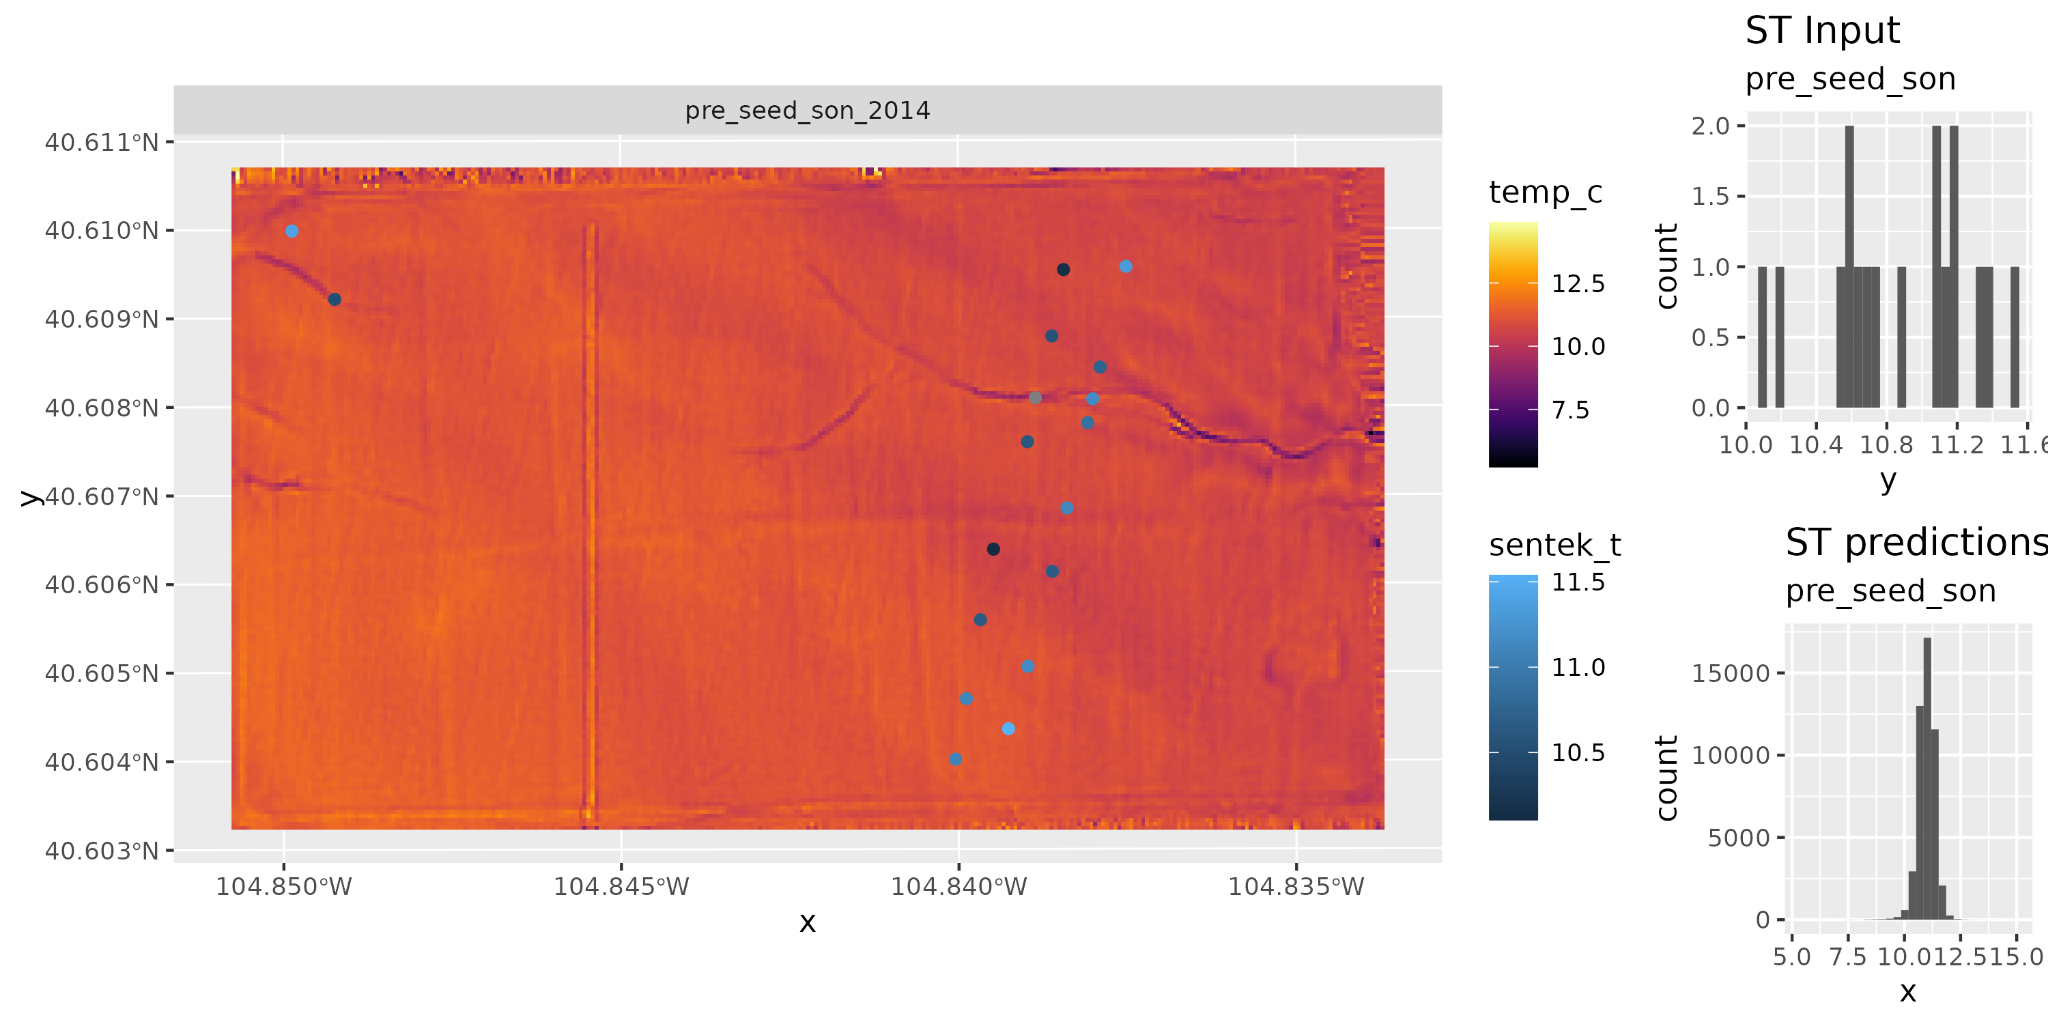 pre_seed_son_2014
40.611°N
40.610°N
40.609°N
40.608°N
40.607°N
40.606°N
40.605°N
40.604°N
40.603°N
y
104.850°W 104.845°W 104.840°W 104.835°W
x
temp_c
12.5
10.0
7.5
sentek_t
11.5
11.0
10.5
ST Input
pre_seed_son
2.0
1.5
1.0
0.5
0.0
count
10.0 10.4 10.8 11.2 11.6
y
ST predictions
pre_seed_son
15000
10000
5000
0
count
5.0 7.5 10.0 12.5 15.0
x